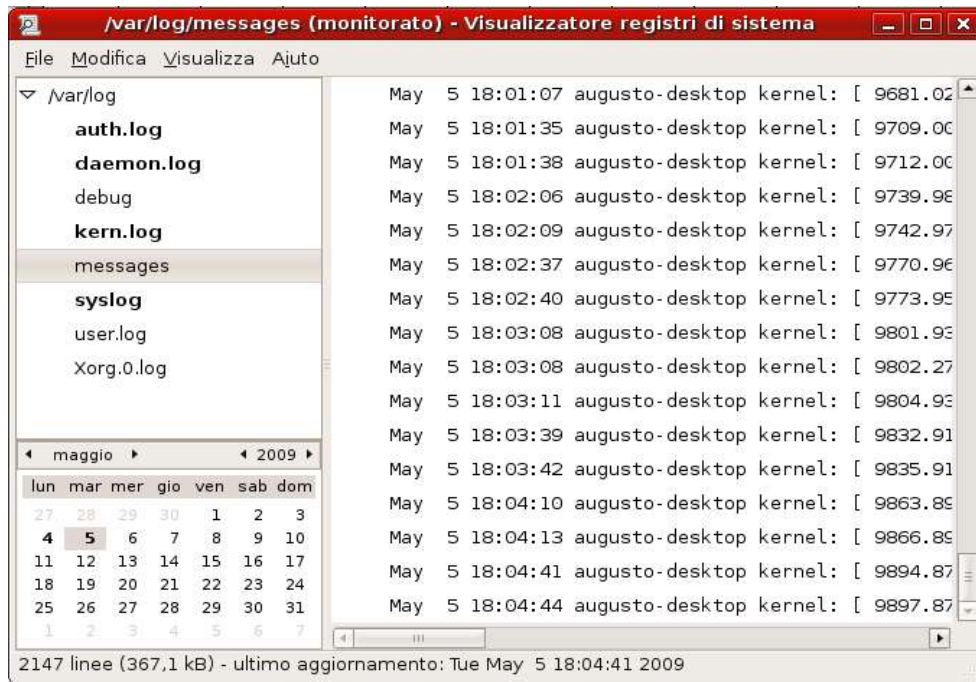 /var/log/messages (monitorato) - Visualizzatore registri di sistema
File Modifica Visualizza Aiuto
/var/log
auth.log
daemon.log
debug
kern.log
messages
syslog
user.log
Xorg.0.log
maggio 2009
lun mar mer gio ven sab dom
27 28 29 30 1 2 3
4 5 6 7 8 9 10
11 12 13 14 15 16 17
18 19 20 21 22 23 24
25 26 27 28 29 30 31
1 2 3 4 5 6 7
May 5 18:01:07 augusto-desktop kernel: [ 9681.02
May 5 18:01:35 augusto-desktop kernel: [ 9709.00
May 5 18:01:38 augusto-desktop kernel: [ 9712.00
May 5 18:02:06 augusto-desktop kernel: [ 9739.98
May 5 18:02:09 augusto-desktop kernel: [ 9742.97
May 5 18:02:37 augusto-desktop kernel: [ 9770.96
May 5 18:02:40 augusto-desktop kernel: [ 9773.95
May 5 18:03:08 augusto-desktop kernel: [ 9801.93
May 5 18:03:08 augusto-desktop kernel: [ 9802.27
May 5 18:03:11 augusto-desktop kernel: [ 9804.93
May 5 18:03:39 augusto-desktop kernel: [ 9832.91
May 5 18:03:42 augusto-desktop kernel: [ 9835.91
May 5 18:04:10 augusto-desktop kernel: [ 9863.89
May 5 18:04:13 augusto-desktop kernel: [ 9866.89
May 5 18:04:41 augusto-desktop kernel: [ 9894.87
May 5 18:04:44 augusto-desktop kernel: [ 9897.87
2147 linee (367,1 kB) - ultimo aggiornamento: Tue May 5 18:04:41 2009